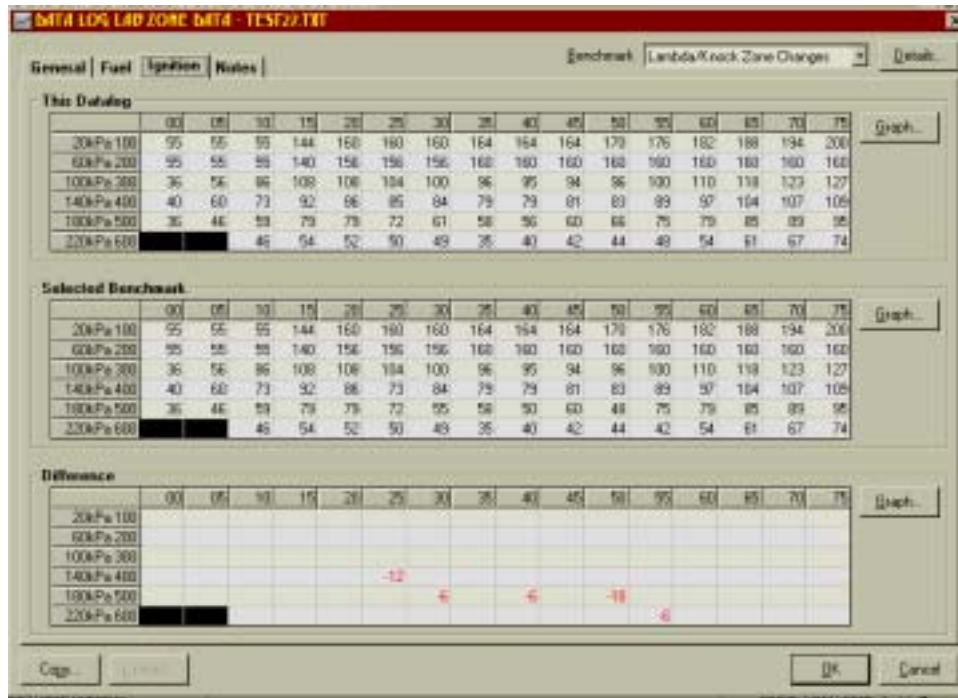 DATA LOG LAB ZONE DATA - TEST27.TXT
General Fuel Ignition Notes
Benchmark Lambda/Knock Zone Changes Details...
This Datalog
00 05 10 15 20 25 30 35 40 45 50 55 60 65 70 75
Graph...
20kPa 100 55 55 55 144 160 160 160 164 164 164 170 176 182 188 194 200
60kPa 200 55 55 55 140 156 156 156 160 160 160 160 160 160 160 160 160
100kPa 300 36 56 86 108 108 104 100 96 95 94 96 100 110 118 123 127
140kPa 400 40 60 73 92 86 85 84 79 79 81 83 89 97 104 107 109
180kPa 500 36 46 59 79 79 72 61 58 56 60 66 75 79 85 89 95
220kPa 600 46 54 52 50 49 35 40 42 44 48 54 61 67 74
Selected Benchmark
00 05 10 15 20 25 30 35 40 45 50 55 60 65 70 75
Graph...
20kPa 100 55 55 55 144 160 160 160 164 164 164 170 176 182 188 194 200
60kPa 200 55 55 55 140 156 156 156 160 160 160 160 160 160 160 160 160
100kPa 300 36 56 86 108 108 104 100 96 95 94 96 100 110 118 123 127
140kPa 400 40 60 73 92 86 73 84 79 79 81 83 89 97 104 107 109
180kPa 500 36 46 59 79 79 72 55 58 50 60 48 75 79 85 89 95
220kPa 600 46 54 52 50 49 35 40 42 44 42 54 61 67 74
Difference
00 05 10 15 20 25 30 35 40 45 50 55 60 65 70 75
Graph...
20kPa 100
60kPa 200
100kPa 300
140kPa 400 -12
180kPa 500 -6 -6 -18
220kPa 600 -6
Copy... OK Cancel